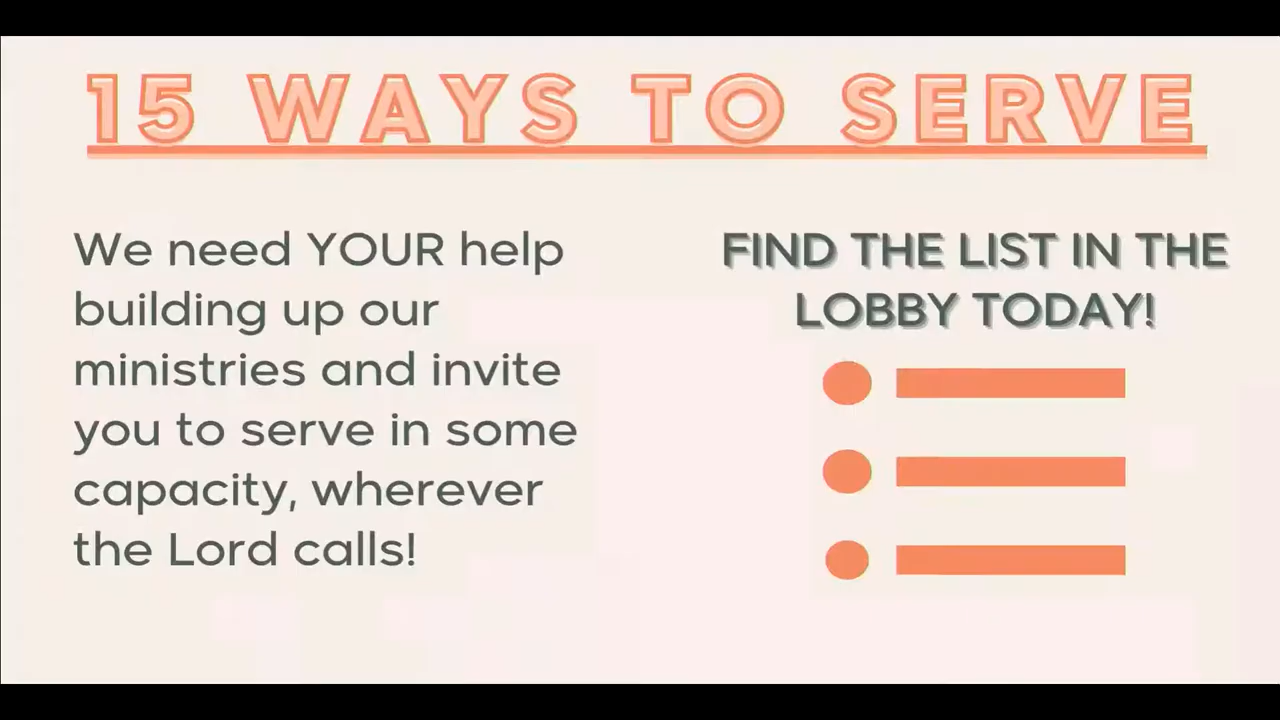 15 WAYS TO SERVE
We need YOUR help
building up our
ministries and invite
you to serve in some
capacity, wherever
the Lord calls!
FIND THE LIST IN THE
LOBBY TODAY!